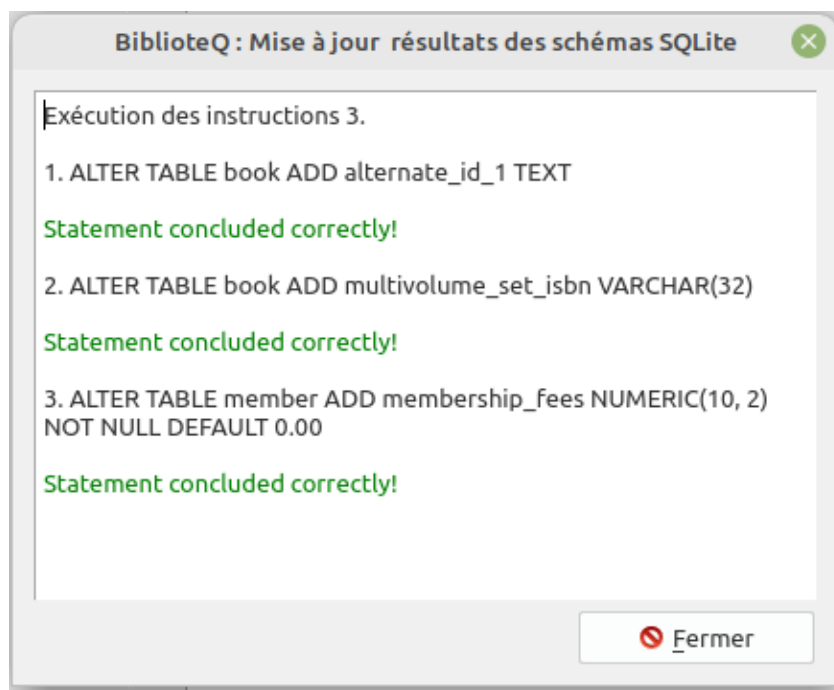 BiblioteQ : Mise à jour résultats des schémas SQLite
Exécution des instructions 3.
1. ALTER TABLE book ADD alternate_id_1 TEXT
Statement concluded correctly!
2. ALTER TABLE book ADD multivolume_set_isbn VARCHAR(32)
Statement concluded correctly!
3. ALTER TABLE member ADD membership_fees NUMERIC(10, 2)
NOT NULL DEFAULT 0.00
Statement concluded correctly!
Fermer